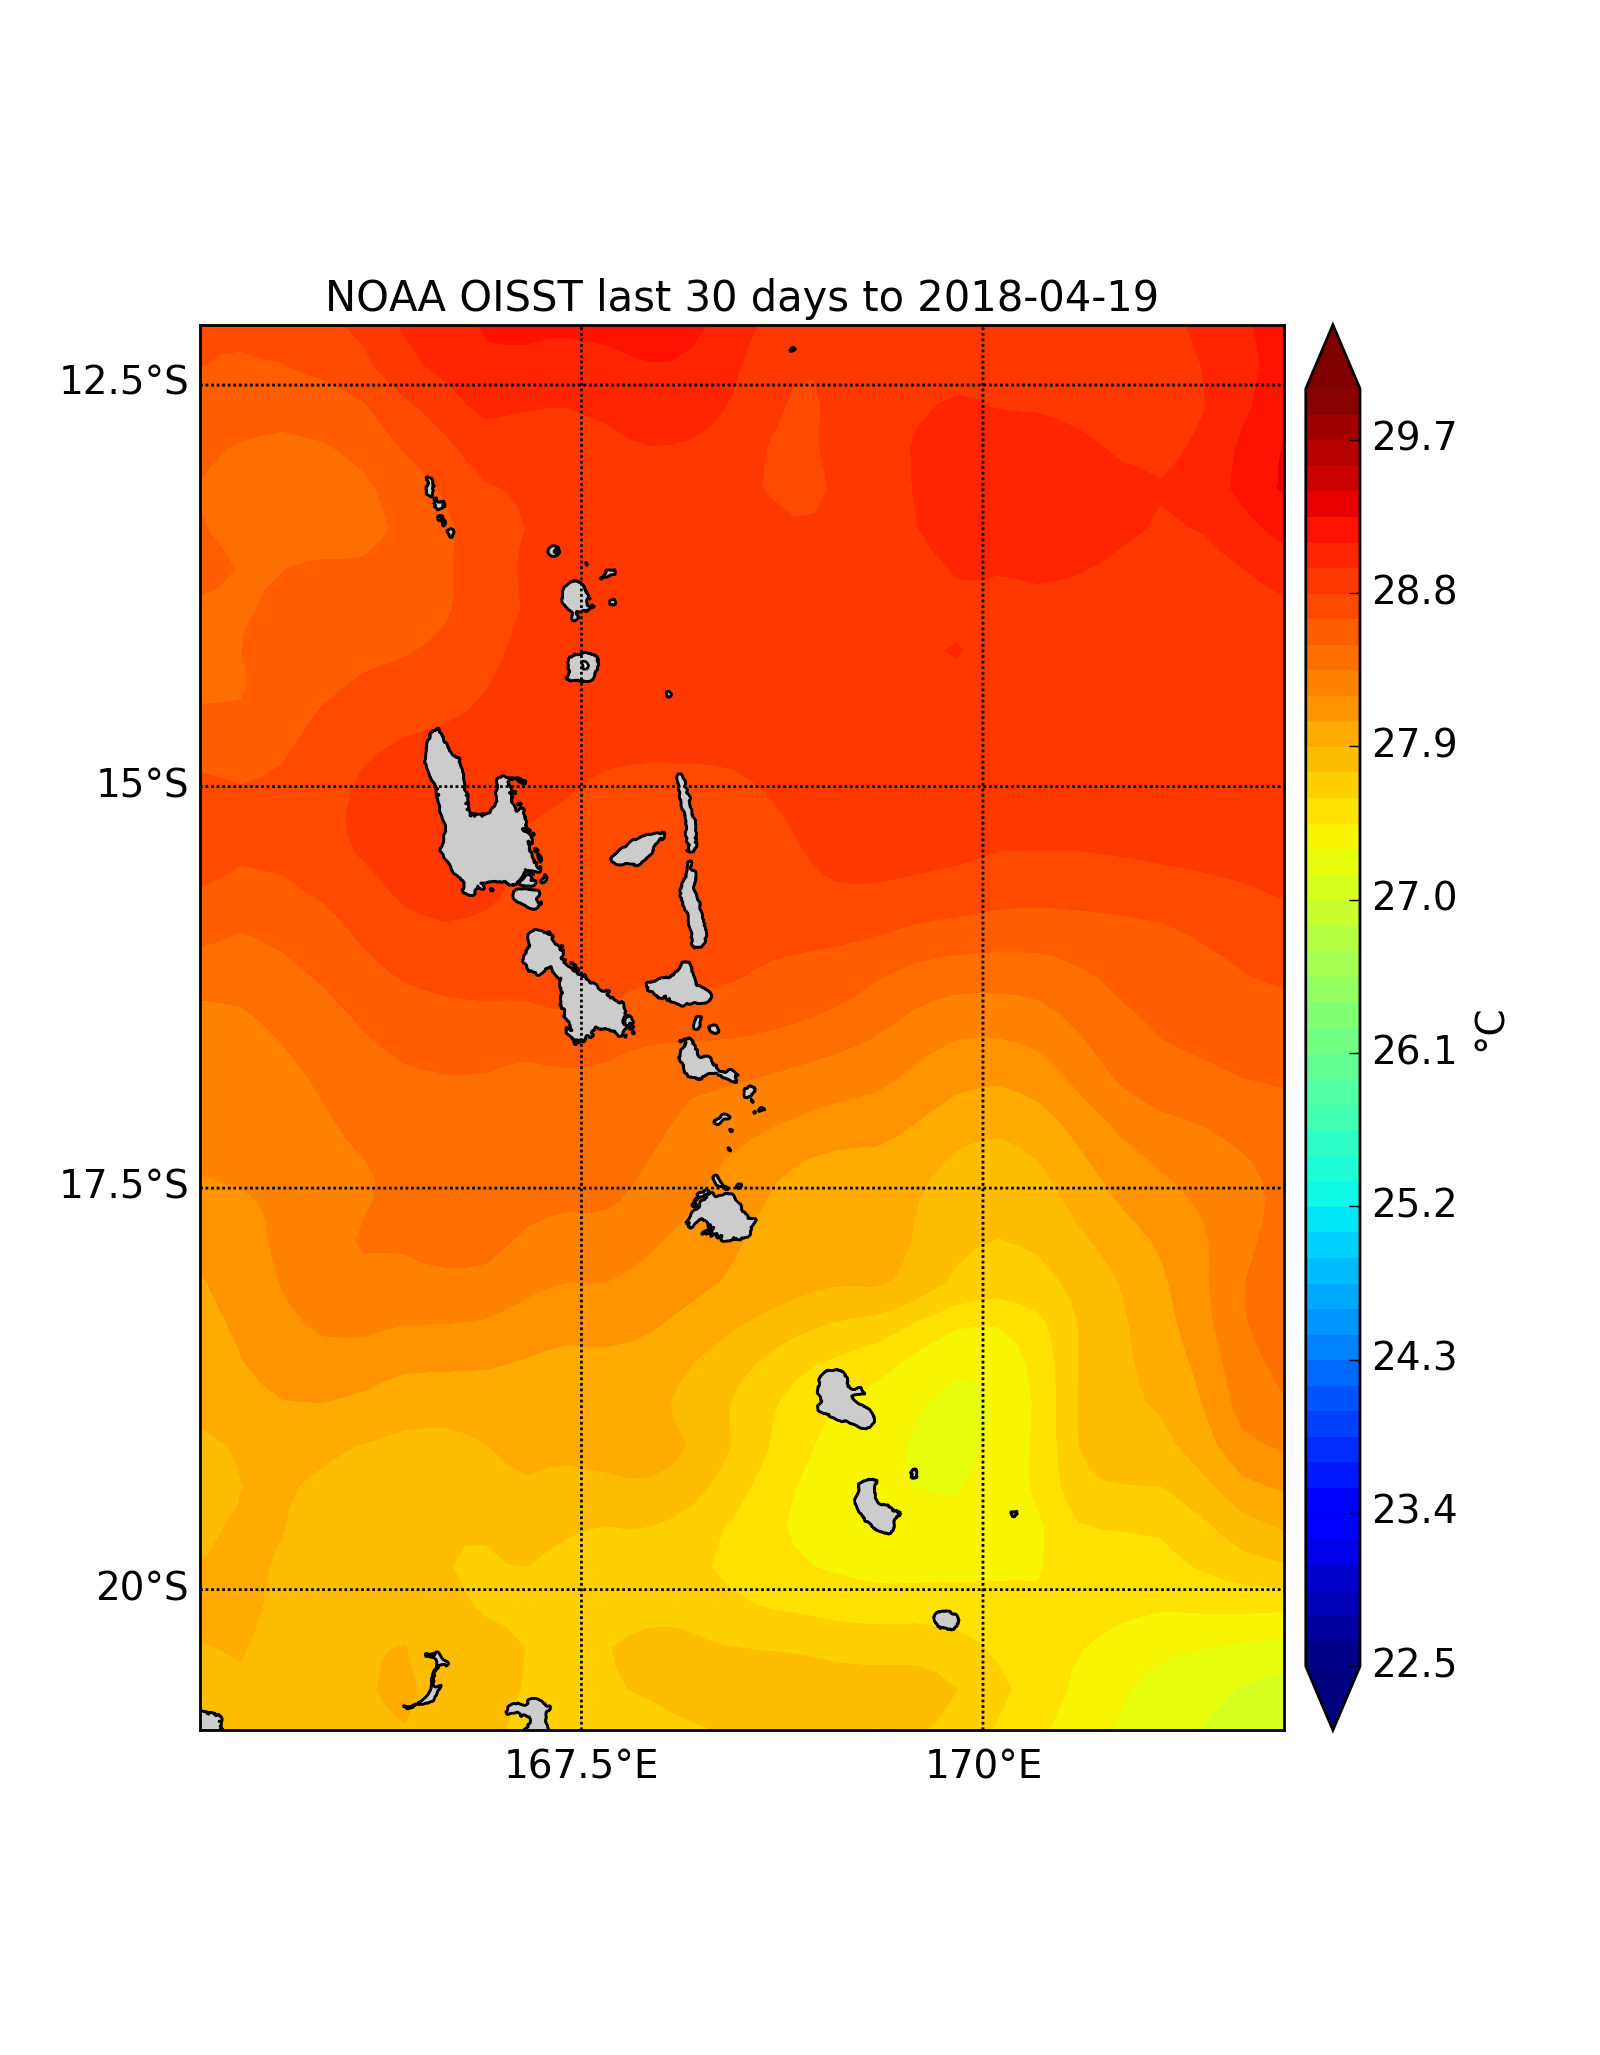 NOAA OISST last 30 days to 2018-04-19
12.5°S
15°S
17.5°S
20°S
167.5°E
170°E
29.7
28.8
27.9
27.0
26.1
25.2
24.3
23.4
22.5
°C